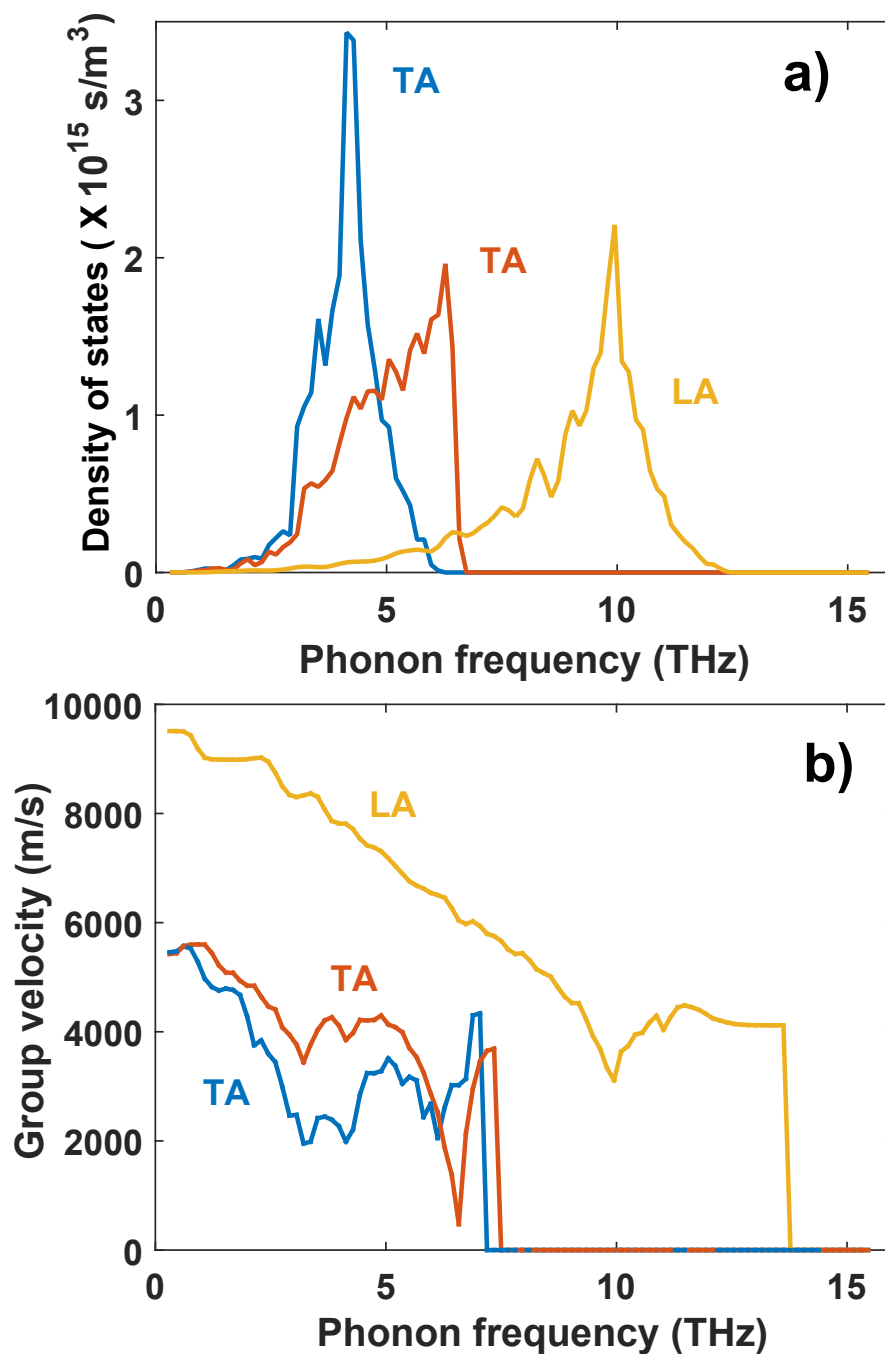 a)
TA
TA
LA
3
2
1
0
0 5 10 15
Density of states ( X 10¹⁵ s/m³)
Phonon frequency (THz)
b)
LA
TA
TA
10000
8000
6000
4000
2000
0
0 5 10 15
Group velocity (m/s)
Phonon frequency (THz)